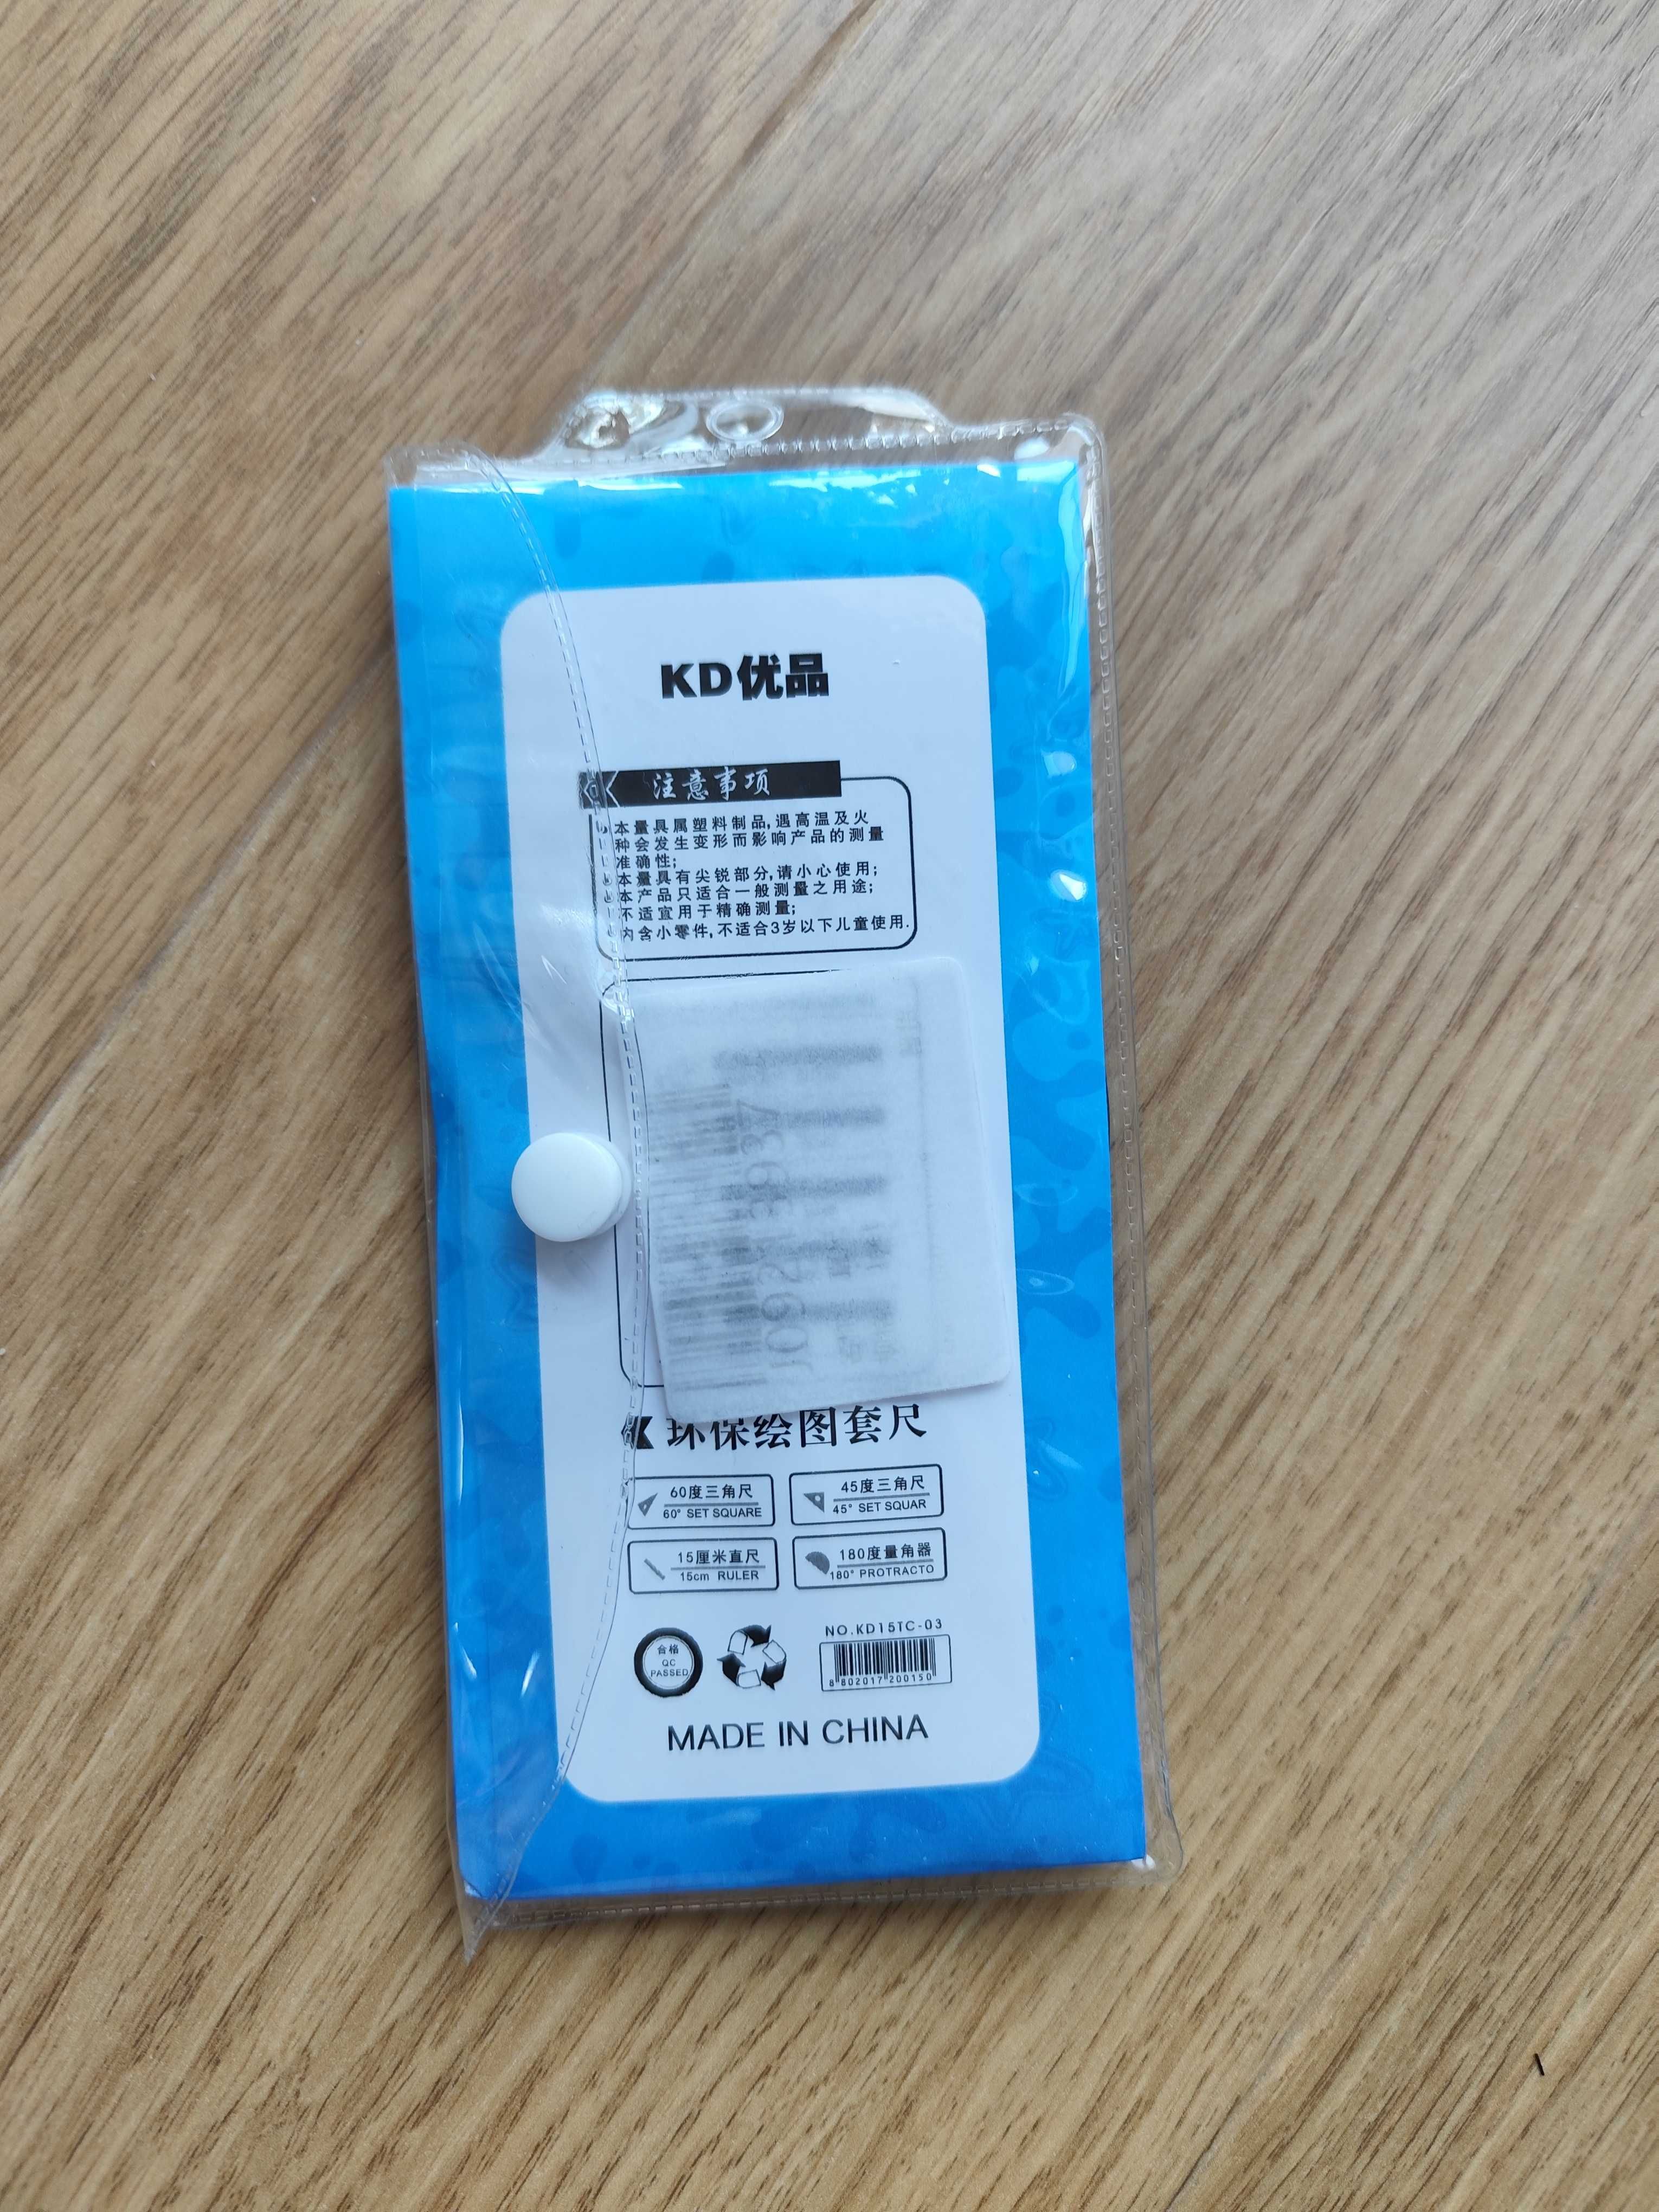 KD优品
注意事项
本量具属塑料制品,遇高温及火
种会发生变形而影响产品的测量
准确性;
本量具有尖锐部分,请小心使用;
本产品只适合一般测量之用途;
不适宜用于精确测量;
内含小零件,不适合3岁以下儿童使用.
环保绘图套尺
60度三角尺
60° SET SQUARE
45度三角尺
45° SET SQUAR
15厘米直尺
15cm RULER
180度量角器
180° PROTRACTO
合格
QC
PASSED
NO.KD15TC-03
8 802017 200150
MADE IN CHINA